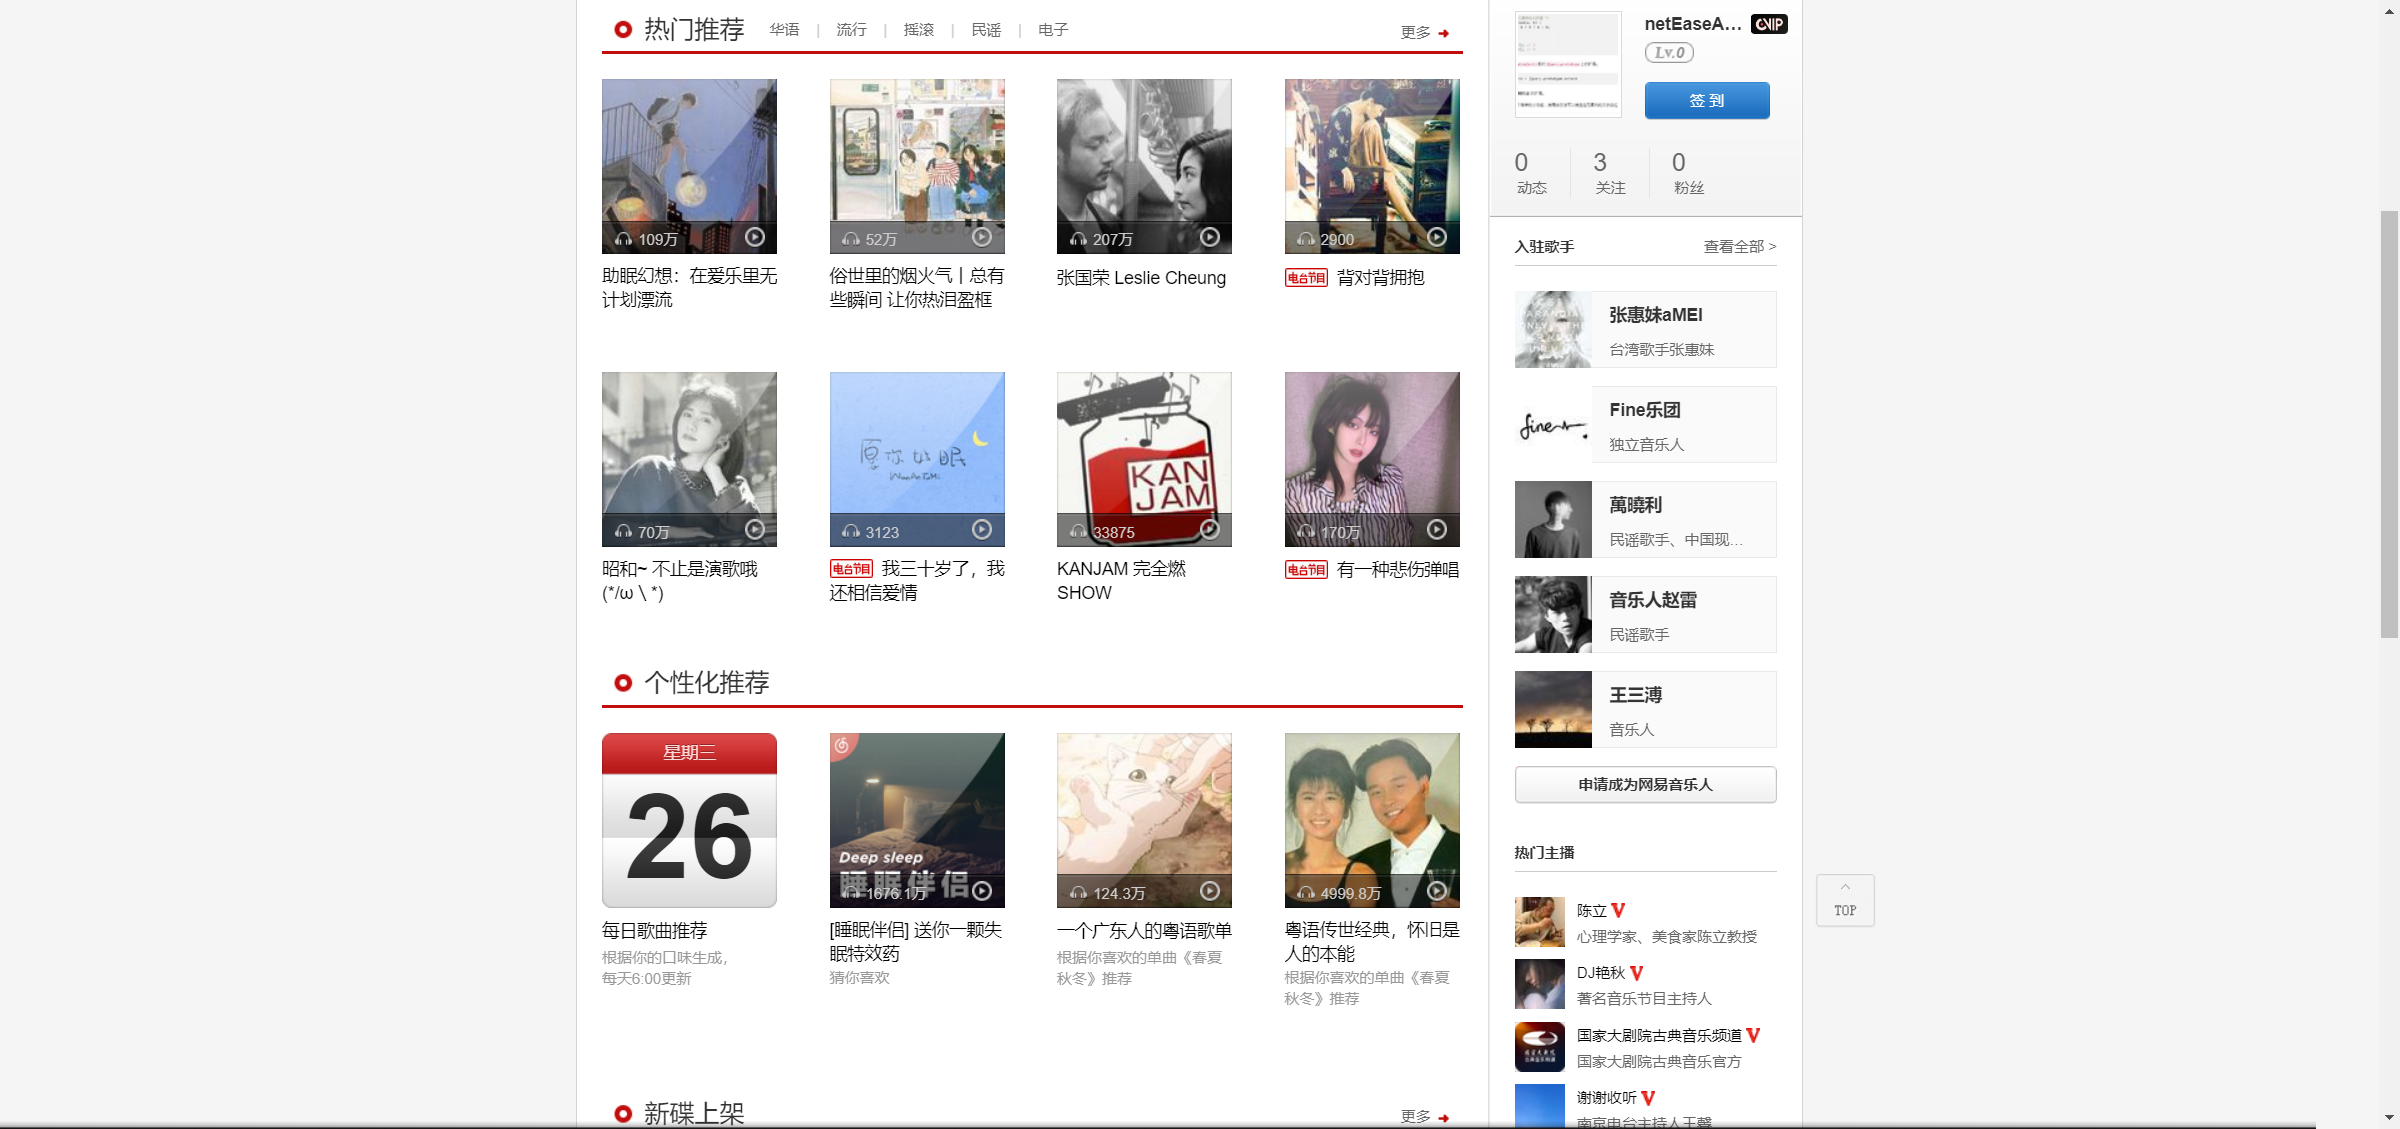 热门推荐
华语 | 流行 | 摇滚 | 民谣 | 电子
更多
109万
52万
207万
2900
助眠幻想：在爱乐里无
计划漂流
俗世里的烟火气丨总有
些瞬间 让你热泪盈框
张国荣 Leslie Cheung
电台节目 背对背拥抱
愿你好眠
WanAnTaMi
KAN
JAM
70万
3123
33875
170万
昭和~ 不止是演歌哦
(*/ω＼*)
电台节目 我三十岁了，我
还相信爱情
KANJAM 完全燃
SHOW
电台节目 有一种悲伤弹唱
个性化推荐
星期三
26
Deep sleep
睡眠伴侣
1676.1万
124.3万
4999.8万
每日歌曲推荐
根据你的口味生成，
每天6:00更新
[睡眠伴侣] 送你一颗失
眠特效药
猜你喜欢
一个广东人的粤语歌单
根据你喜欢的单曲《春夏
秋冬》推荐
粤语传世经典，怀旧是
人的本能
根据你喜欢的单曲《春夏
秋冬》推荐
新碟上架
更多
netEaseA...
VIP
Lv.0
签 到
0
动态
3
关注
0
粉丝
入驻歌手
查看全部 >
张惠妹aMEI
台湾歌手张惠妹
fine
Fine乐团
独立音乐人
萬曉利
民谣歌手、中国现...
音乐人赵雷
民谣歌手
王三溥
音乐人
申请成为网易音乐人
热门主播
陈立
心理学家、美食家陈立教授
DJ艳秋
著名音乐节目主持人
国家大剧院古典音乐频道
国家大剧院古典音乐官方
谢谢收听
南京电台主持人王馨
TOP